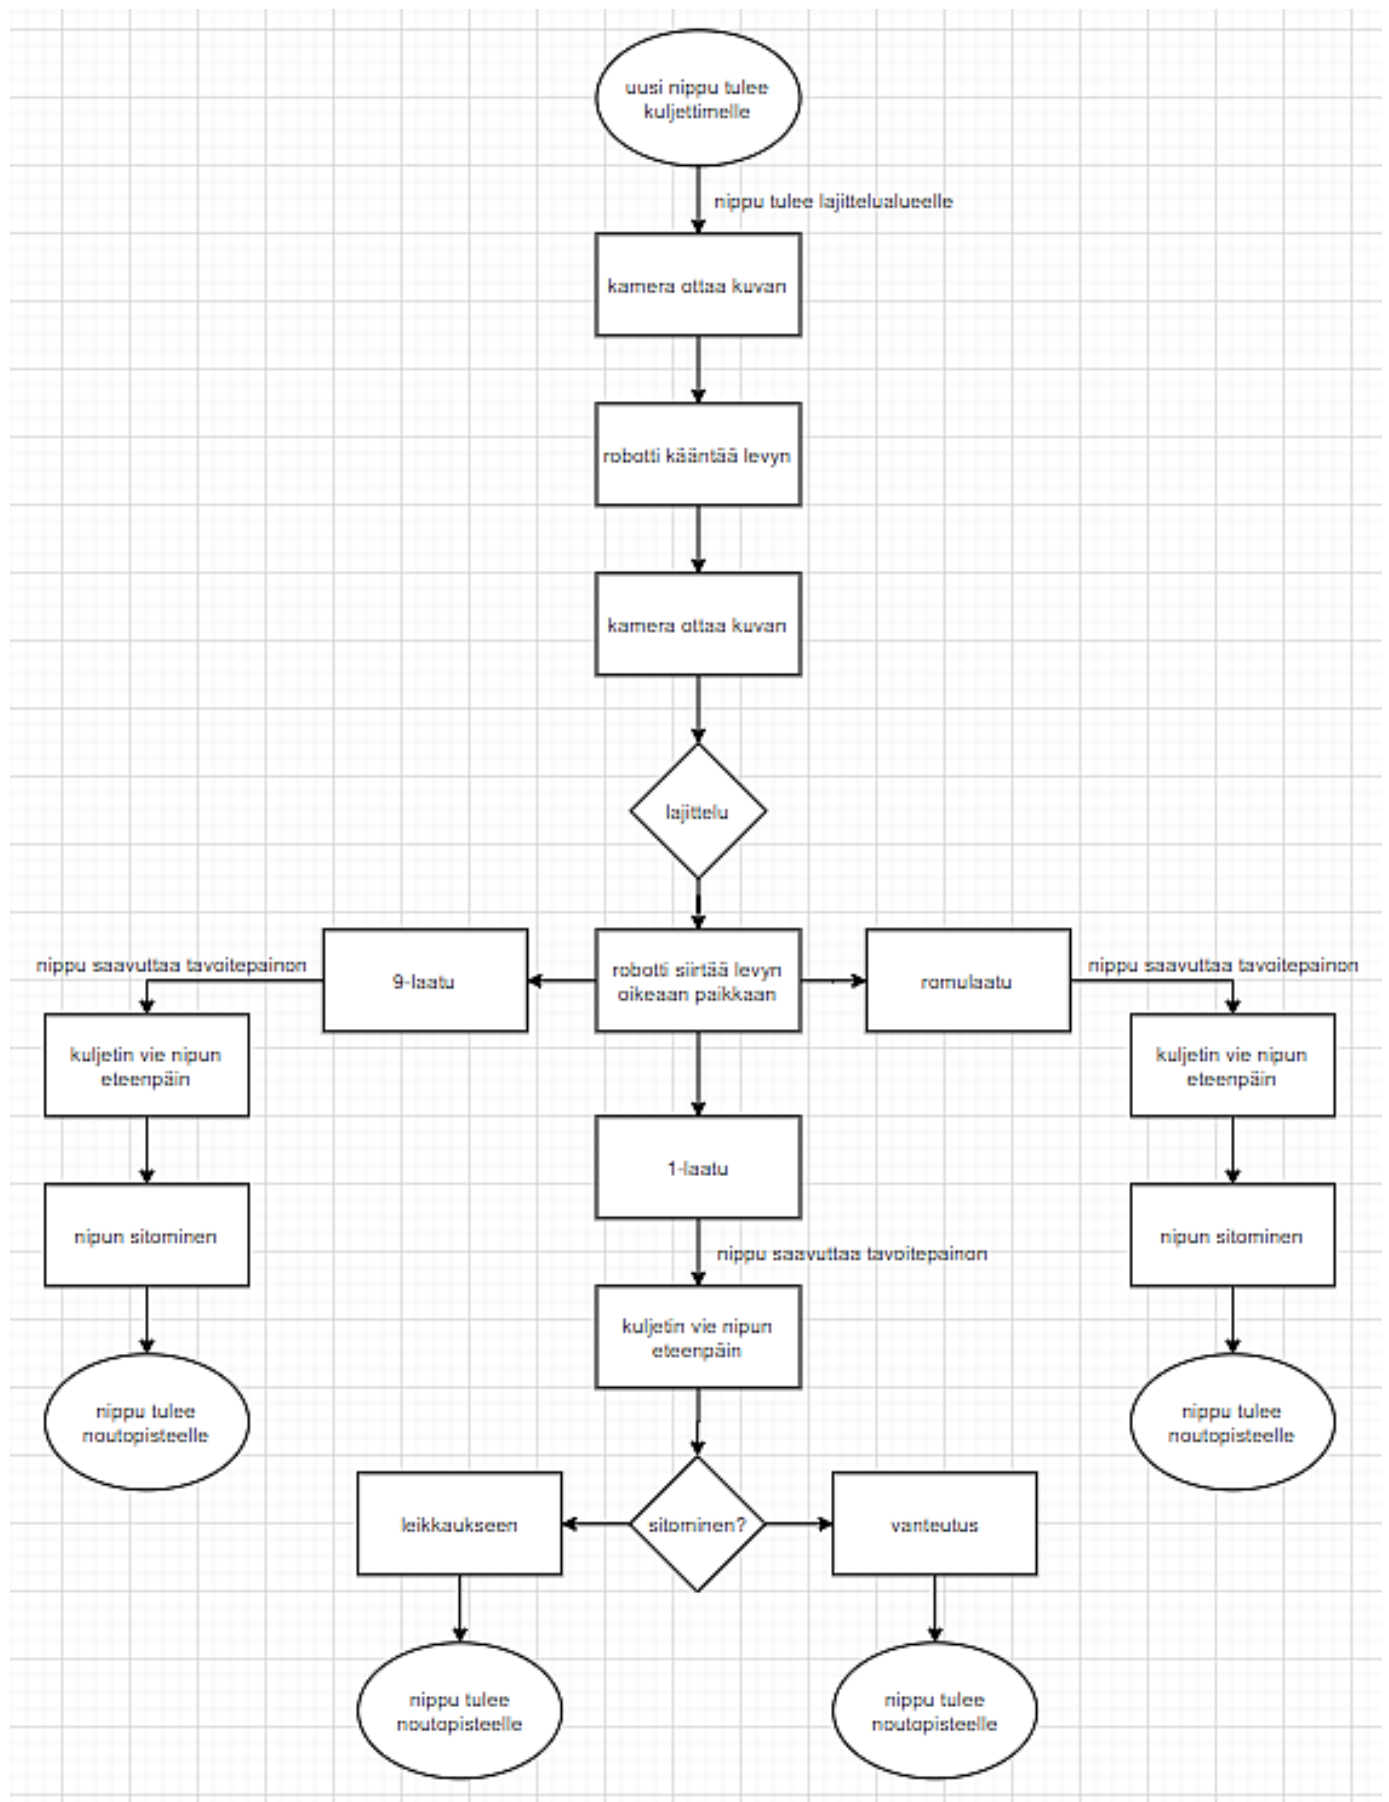 uusi nippu tulee
kuljettimelle
nippu tulee lajittelualueelle
kamera ottaa kuvan
robotti kääntää levyn
kamera ottaa kuvan
lajittelu
nippu saavuttaa tavoitepainon
9-laatu
robotti siirtää levyn
oikeaan paikkaan
romulaatu
nippu saavuttaa tavoitepainon
kuljetin vie nipun
eteenpäin
kuljetin vie nipun
eteenpäin
1-laatu
nipun sitominen
nipun sitominen
nippu saavuttaa tavoitepainon
kuljetin vie nipun
eteenpäin
nippu tulee
noutopisteelle
nippu tulee
noutopisteelle
leikkaukseen
sitominen?
vanteutus
nippu tulee
noutopisteelle
nippu tulee
noutopisteelle